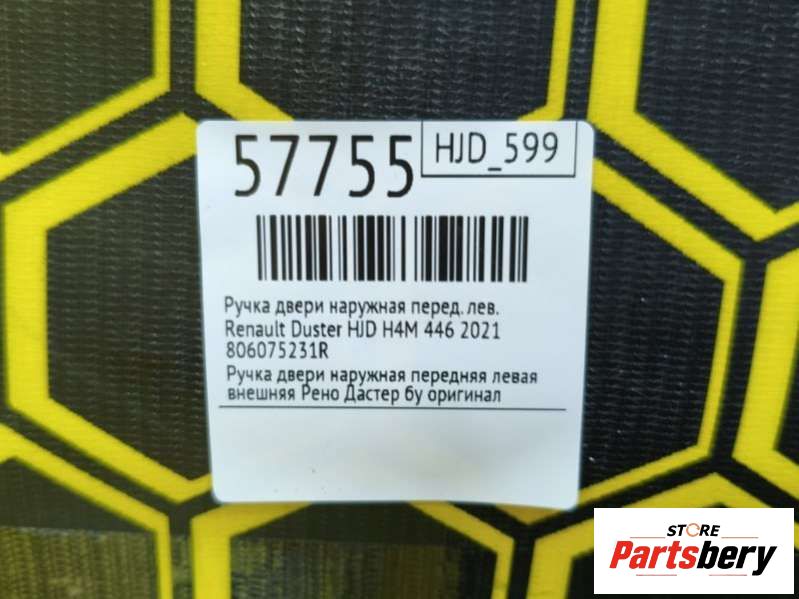 57755
HJD_599
Ручка двери наружная перед. лев.
Renault Duster HJD H4M 446 2021
806075231R
Ручка двери наружная передняя левая
внешняя Рено Дастер бу оригинал
STORE
Partsbery